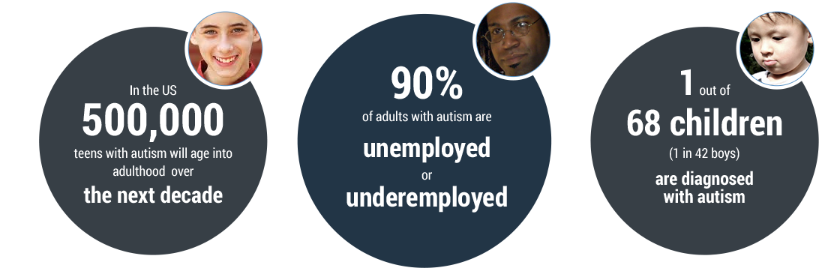 In the US
500,000
teens with autism will age into
adulthood over
the next decade
90%
of adults with autism are
unemployed
or
underemployed
1 out of
68 children
(1 in 42 boys)
are diagnosed
with autism